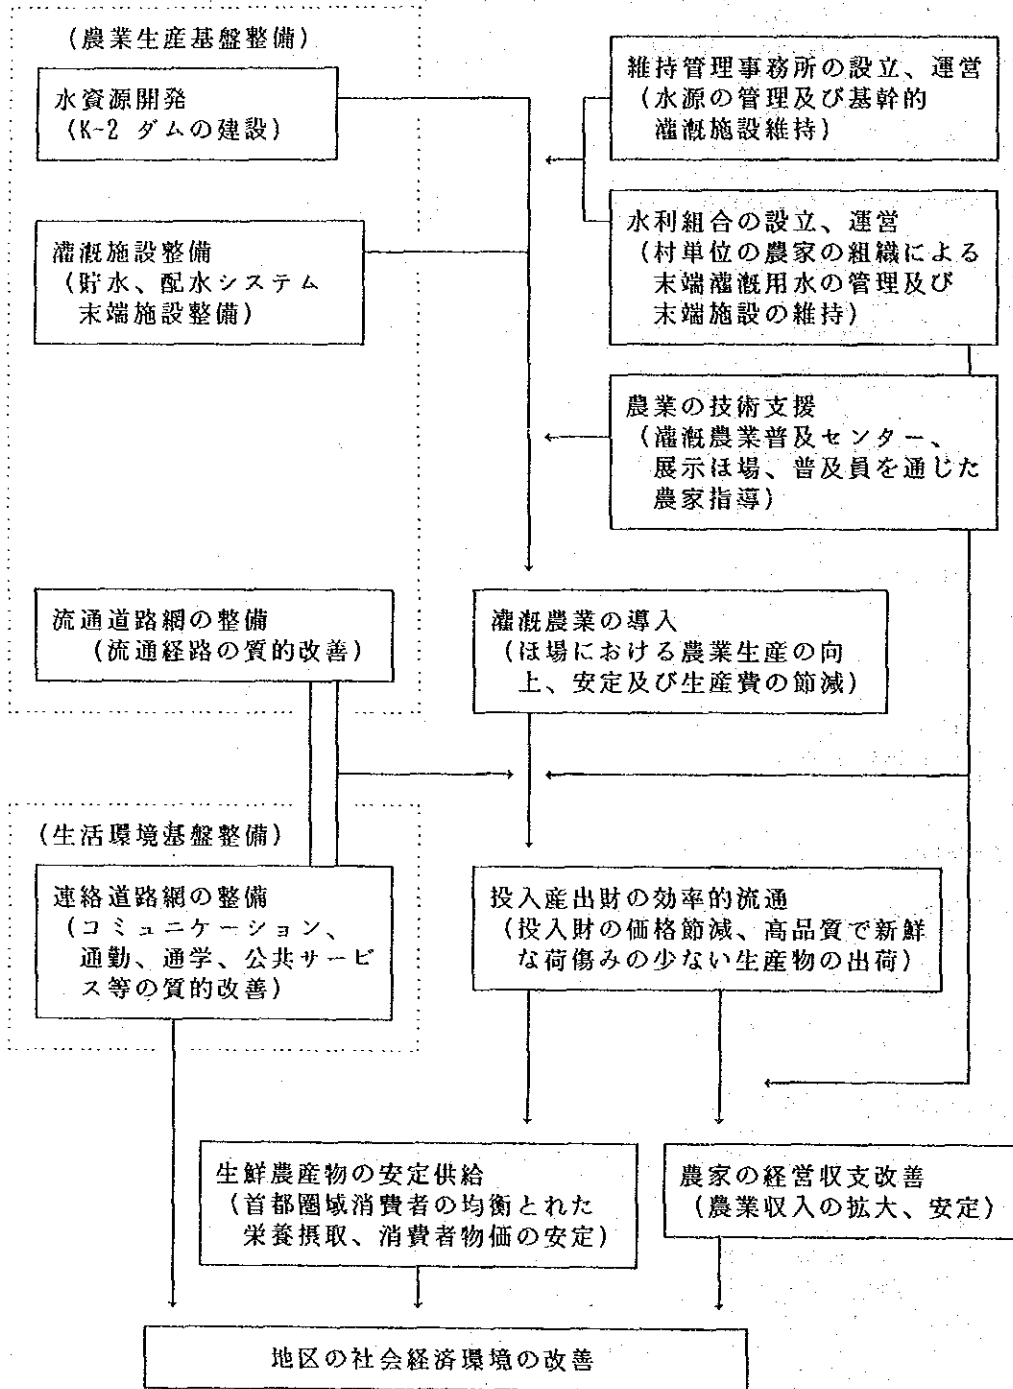 (農業生産基盤整備)
水資源開発
(K-2 ダムの建設)
維持管理事務所の設立、運営
(水源の管理及び基幹的
灌漑施設維持)
灌漑施設整備
(貯水、配水システム
末端施設整備)
水利組合の設立、運営
(村単位の農家の組織による
末端灌漑用水の管理及び
末端施設の維持)
農業の技術支援
(灌漑農業普及センター、
展示ほ場、普及員を通じた
農家指導)
流通道路網の整備
(流通経路の質的改善)
灌漑農業の導入
(ほ場における農業生産の向
上、安定及び生産費の節減)
(生活環境基盤整備)
連絡道路網の整備
(コミュニケーション、
通勤、通学、公共サービ
ス等の質的改善)
投入産出財の効率的流通
(投入財の価格節減、高品質で新鮮
な荷傷みの少ない生産物の出荷)
生鮮農産物の安定供給
(首都圏域消費者の均衡とれた
栄養摂取、消費者物価の安定)
農家の経営収支改善
(農業収入の拡大、安定)
地区の社会経済環境の改善